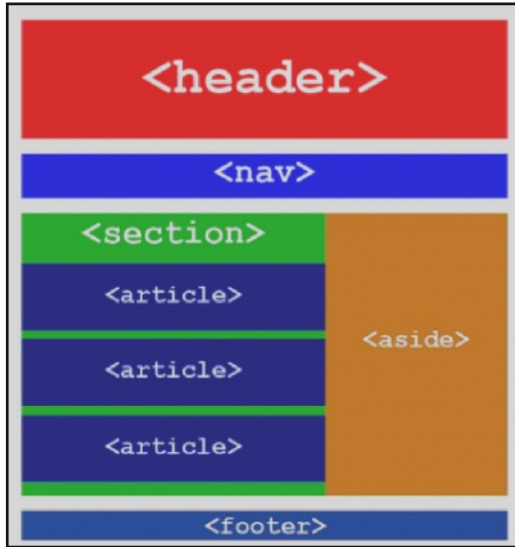 <header>
<nav>
<section>
<article>
<aside>
<article>
<article>
<footer>